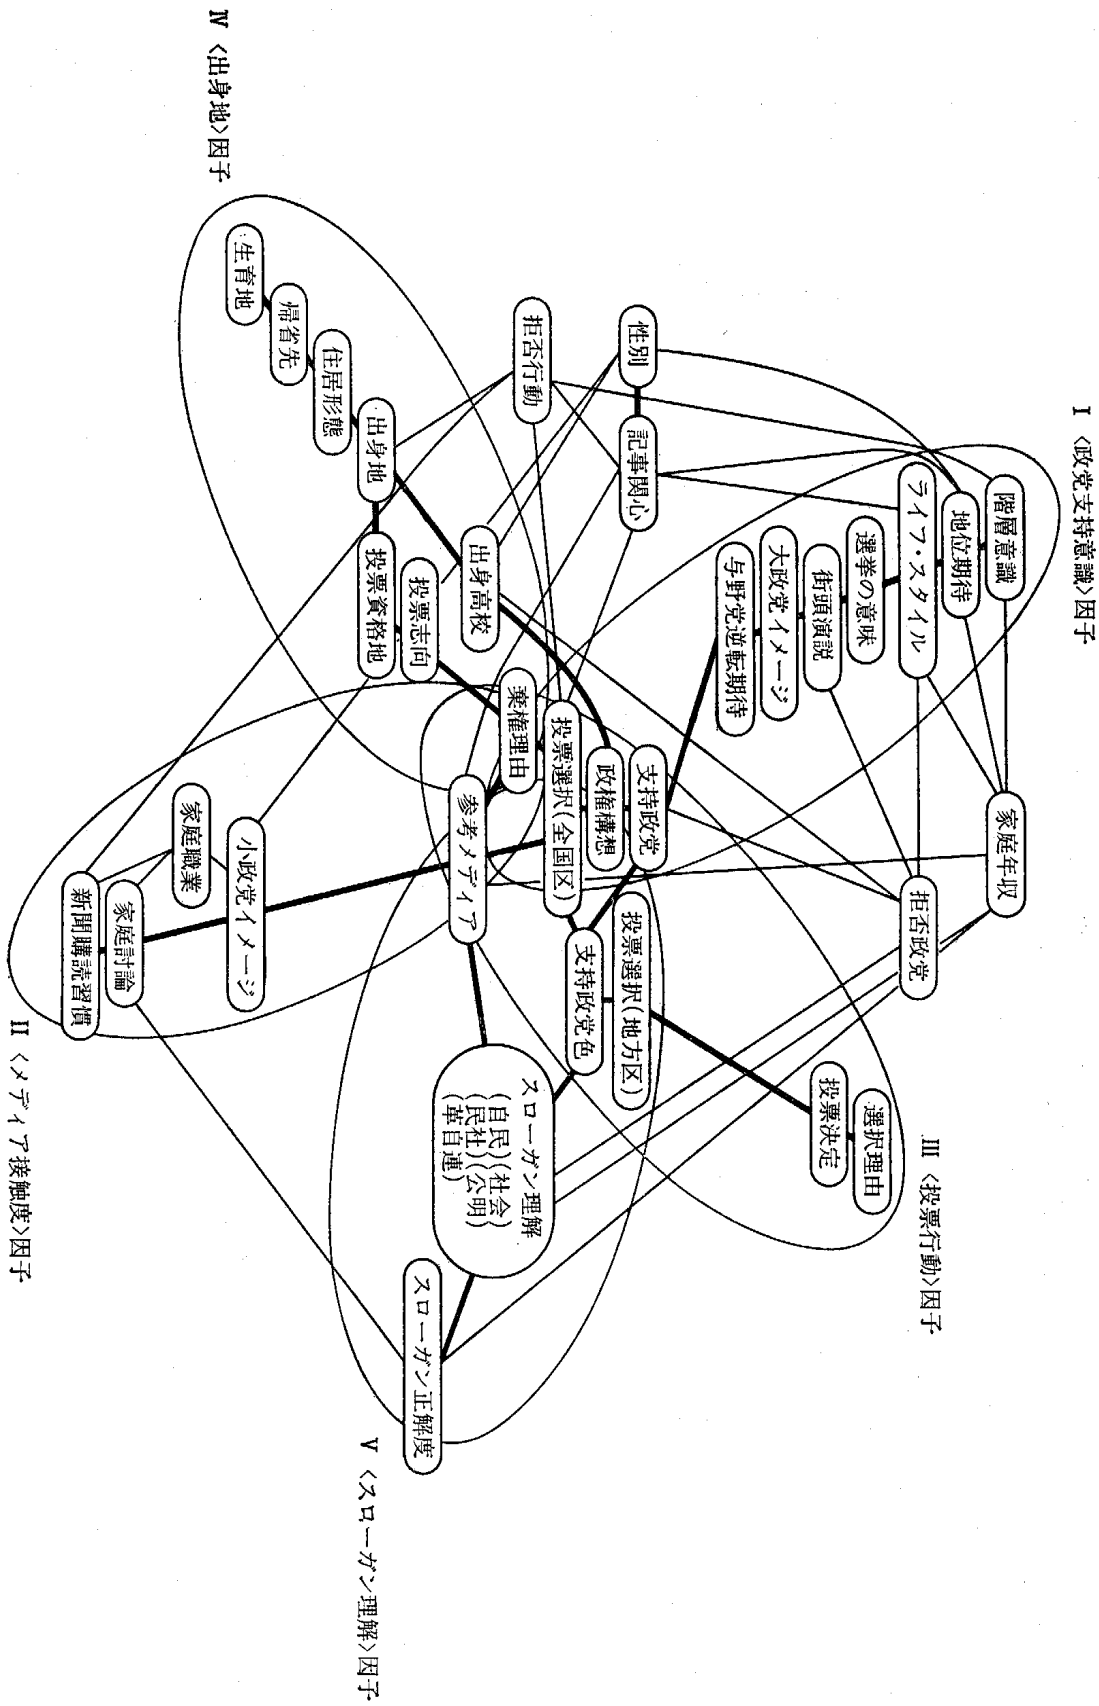 I 〈政党支持意識〉因子
階層意識
地位期待
ライフ・スタイル
選挙の意味
街頭演説
大政党イメージ
与野党逆転期待
家庭年収
拒否政党
III 〈投票行動〉因子
選択理由
投票決定
性別
記事関心
拒否行動
支持政党
政権構想
投票選択(全国区)
棄権理由
参考メディア
投票選択(地方区)
支持政党色
スローガン理解
(自民)(社会)
(民社)(公明)
(革自連)
スローガン正解度
V 〈スローガン理解〉因子
出身高校
投票志向
投票資格地
出身地
住居形態
帰省先
生育地
IV 〈出身地〉因子
小政党イメージ
家庭職業
家庭討論
新聞購読習慣
II 〈メディア接触度〉因子